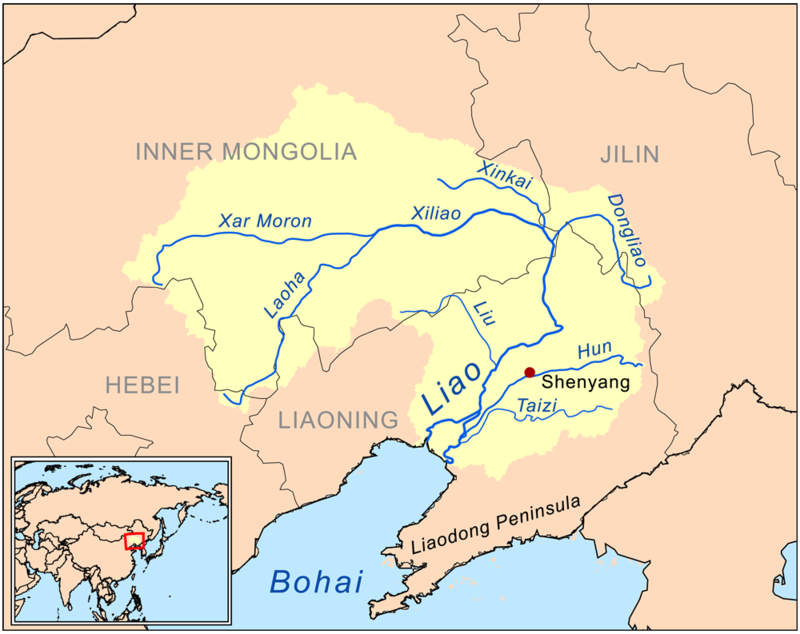 INNER MONGOLIA
JILIN
Xinkai
Xar Moron
Xiliao
Dongliao
Laoha
Liu
Hun
HEBEI
Liao
Shenyang
LIAONING
Taizi
Liaodong Peninsula
Bohai